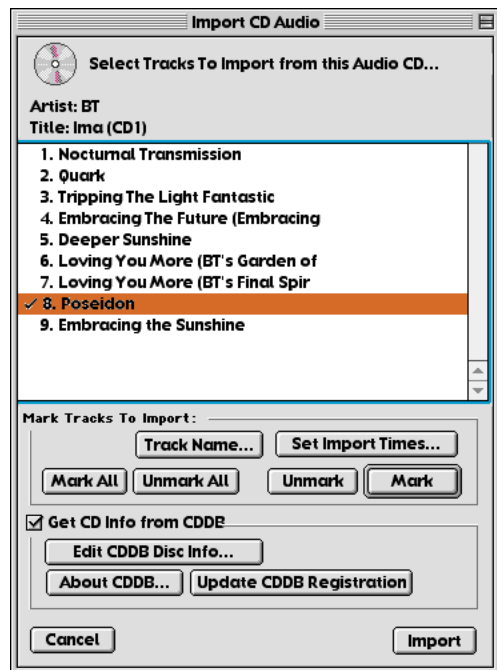 Import CD Audio
Select Tracks To Import from this Audio CD...
Artist: BT
Title: Ima (CD1)
1. Nocturnal Transmission
2. Quark
3. Tripping The Light Fantastic
4. Embracing The Future (Embracing
5. Deeper Sunshine
6. Loving You More (BT's Garden of
7. Loving You More (BT's Final Spir
✓ 8. Poseidon
9. Embracing the Sunshine
Mark Tracks To Import:
Track Name... Set Import Times...
Mark All Unmark All Unmark Mark
Get CD Info from CDDB
Edit CDDB Disc Info...
About CDDB... Update CDDB Registration
Cancel Import